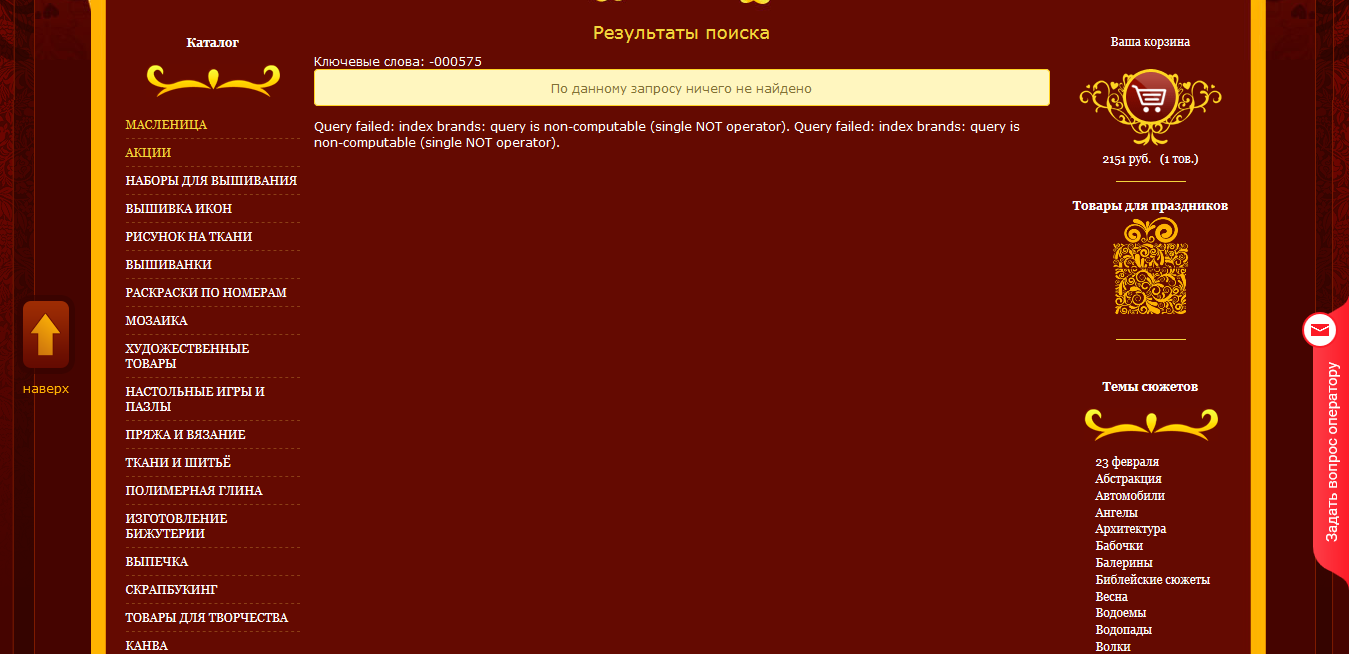 Каталог
МАСЛЕНИЦА
АКЦИИ
НАБОРЫ ДЛЯ ВЫШИВАНИЯ
ВЫШИВКА ИКОН
РИСУНОК НА ТКАНИ
ВЫШИВАНКИ
РАСКРАСКИ ПО НОМЕРАМ
МОЗАИКА
ХУДОЖЕСТВЕННЫЕ
ТОВАРЫ
НАСТОЛЬНЫЕ ИГРЫ И
ПАЗЛЫ
ПРЯЖА И ВЯЗАНИЕ
ТКАНИ И ШИТЬЁ
ПОЛИМЕРНАЯ ГЛИНА
ИЗГОТОВЛЕНИЕ
БИЖУТЕРИИ
ВЫПЕЧКА
СКРАПБУКИНГ
ТОВАРЫ ДЛЯ ТВОРЧЕСТВА
КАНВА
наверх
Результаты поиска
Ключевые слова: -000575
По данному запросу ничего не найдено
Query failed: index brands: query is non-computable (single NOT operator). Query failed: index brands: query is
non-computable (single NOT operator).
Ваша корзина
2151 руб. (1 тов.)
Товары для праздников
Темы сюжетов
23 февраля
Абстракция
Автомобили
Ангелы
Архитектура
Бабочки
Балерины
Библейские сюжеты
Весна
Водоемы
Водопады
Волки
Задать вопрос оператору